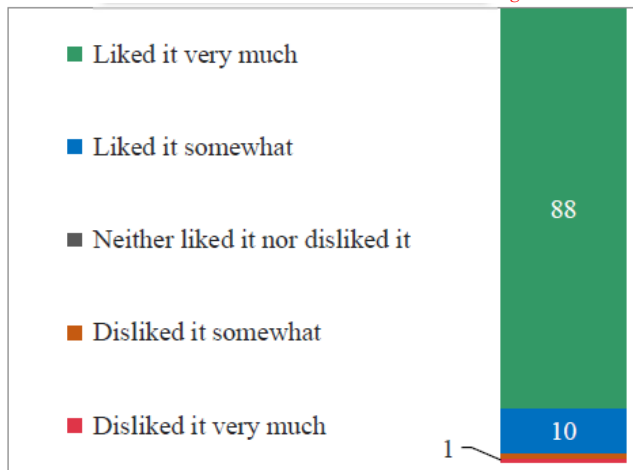 Liked it very much
Liked it somewhat
Neither liked it nor disliked it
Disliked it somewhat
Disliked it very much
88
10
1